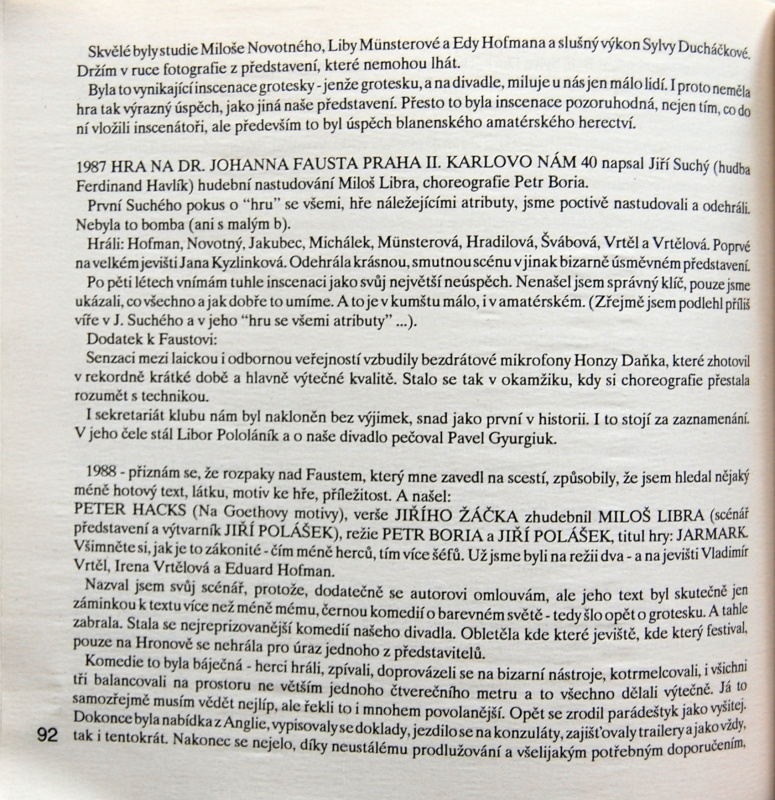 Skvělé byly studie Miloše Novotného, Liby Münsterové a Edy Hofmana a slušný výkon Sylvy Ducháčkové.
Držím v ruce fotografie z představení, které nemohou lhát.
Byla to vynikající inscenace grotesky - jenže grotesku, a na divadle, miluje u nás jen málo lidí. I proto neměla
hra tak výrazný úspěch, jako jiná naše představení. Přesto to byla inscenace pozoruhodná, nejen tím, co do
ní vložili inscenátoři, ale především to byl úspěch blanenského amatérského herectví.
1987 HRA NA DR. JOHANNA FAUSTA PRAHA II. KARLOVO NÁM 40 napsal Jiří Suchý (hudba
Ferdinand Havlík) hudební nastudování Miloš Libra, choreografie Petr Boria.
První Suchého pokus o “hru” se všemi, hře náležejícími atributy, jsme poctivě nastudovali a odehráli.
Nebyla to bomba (ani s malým b).
Hráli: Hofman, Novotný, Jakubec, Michálek, Münsterová, Hradilová, Švábová, Vrtěl a Vrtělová. Poprvé
na velkém jevišti Jana Kyzlinková. Odehrála krásnou, smutnou scénu v jinak bizarně úsměvném představení.
Po pěti létech vnímám tuhle inscenaci jako svůj největší neúspěch. Nenašel jsem správný klíč, pouze jsme
ukázali, co všechno a jak dobře to umíme. A to je v kumštu málo, i v amatérském. (Zřejmě jsem podlehl příliš
víře v J. Suchého a v jeho “hru se všemi atributy” ...).
Dodatek k Faustovi:
Senzaci mezi laickou i odbornou veřejností vzbudily bezdrátové mikrofony Honzy Daňka, které zhotovil
v rekordně krátké době a hlavně výtečné kvalitě. Stalo se tak v okamžiku, kdy si choreografie přestala
rozumět s technikou.
I sekretariát klubu nám byl nakloněn bez výjimek, snad jako první v historii. I to stojí za zaznamenání.
V jeho čele stál Libor Pololáník a o naše divadlo pečoval Pavel Gyurgiuk.
1988 - přiznám se, že rozpaky nad Faustem, který mne zavedl na scestí, způsobily, že jsem hledal nějaký
méně hotový text, látku, motiv ke hře, příležitost. A našel:
PETER HACKS (Na Goethovy motivy), verše JIŘÍHO ŽÁČKA zhudebnil MILOŠ LIBRA (scénář
představení a výtvarník JIŘÍ POLÁŠEK), režie PETR BORIA a JIŘÍ POLÁŠEK, titul hry: JARMARK.
Všimněte si, jak je to zákonité - čím méně herců, tím více šéfů. Už jsme byli na režii dva - a na jevišti Vladimír
Vrtěl, Irena Vrtělová a Eduard Hofman.
Nazval jsem svůj scénář, protože, dodatečně se autorovi omlouvám, ale jeho text byl skutečně jen
záminkou k textu více než méně mému, černou komedií o barevném světě - tedy šlo opět o grotesku. A tahle
zabrala. Stala se nejreprizovanější komedií našeho divadla. Obletěla kde které jeviště, kde který festival,
pouze na Hronově se nehrála pro úraz jednoho z představitelů.
Komedie to byla báječná - herci hráli, zpívali, doprovázeli se na bizarní nástroje, kotrmelcovali, i všichni
tři balancovali na prostoru ne větším jednoho čtverečního metru a to všechno dělali výtečně. Já to
samozřejmě musím vědět nejlíp, ale řekli to i mnohem povolanější. Opět se zrodil parádeštyk jako vyšitej.
Dokonce byla nabídka z Anglie, vypisovaly se doklady, jezdilo se na konzuláty, zajišťovaly trailery a jako vždy,
tak i tentokrát. Nakonec se nejelo, díky neustálému prodlužování a všelijakým potřebným doporučením,
92